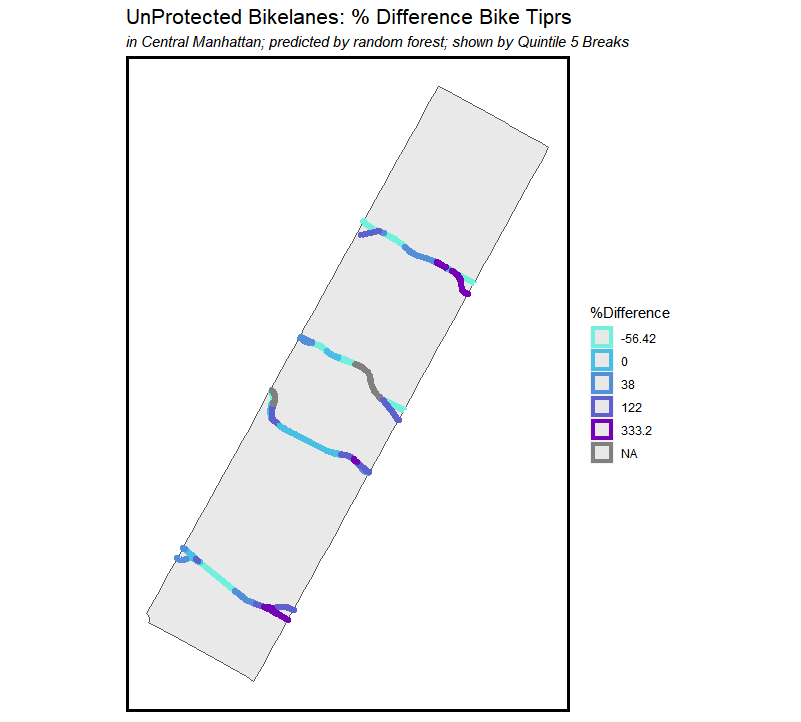 UnProtected Bikelanes: % Difference Bike Tiprs
in Central Manhattan; predicted by random forest; shown by Quintile 5 Breaks
%Difference
-56.42
0
38
122
333.2
NA